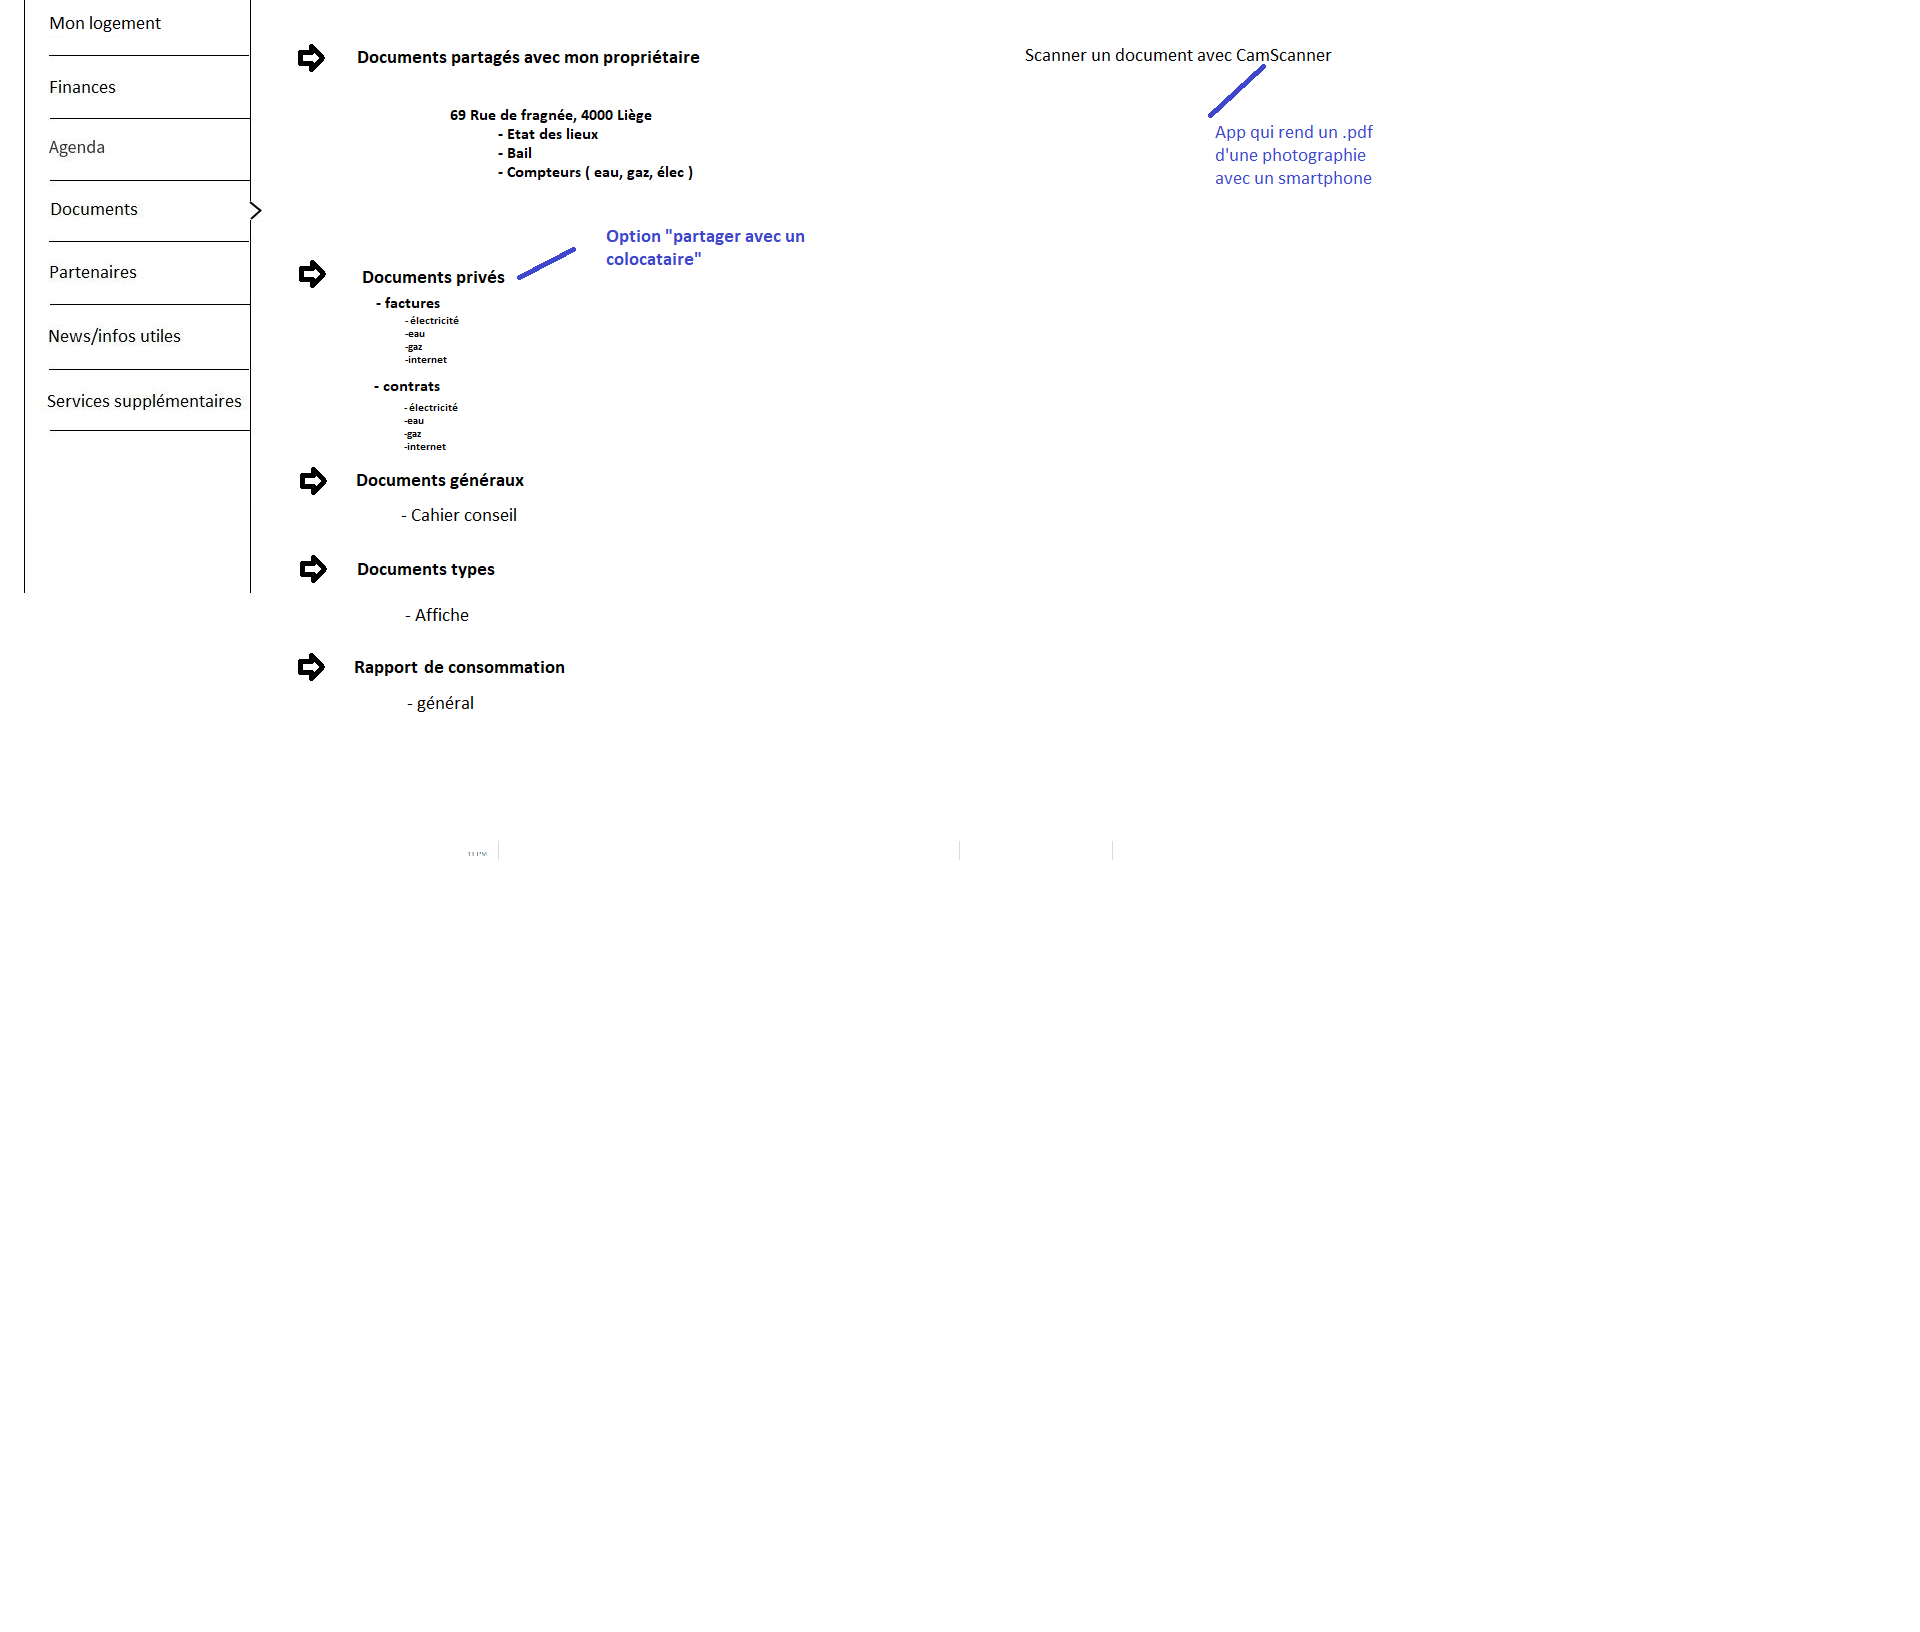 Mon logement
Finances
Agenda
Documents
Partenaires
News/infos utiles
Services supplémentaires
Documents partagés avec mon propriétaire
69 Rue de fragnée, 4000 Liège
- Etat des lieux
- Bail
- Compteurs ( eau, gaz, élec )
Option "partager avec un
colocataire"
Documents privés
- factures
- électricité
-eau
-gaz
-internet
- contrats
- électricité
-eau
-gaz
-internet
Documents généraux
- Cahier conseil
Documents types
- Affiche
Rapport de consommation
- général
Scanner un document avec CamScanner
App qui rend un .pdf
d'une photographie
avec un smartphone
11 PM